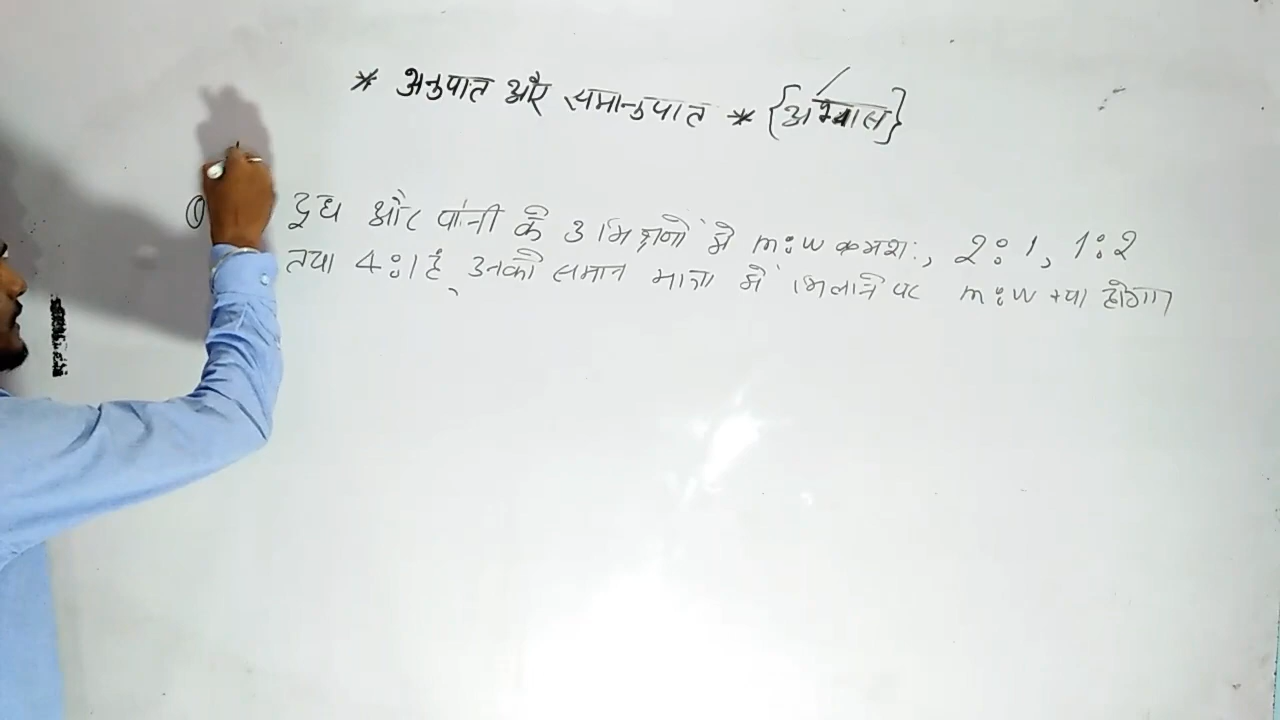 * अनुपात और समानुपात * {अभ्यास}
① दूध और पानी के 3 मिश्रणों में m:w क्रमशः, 2:1, 1:2
तथा 4:1 है, उनको समान मात्रा में मिलाने पर m:w क्या होगा